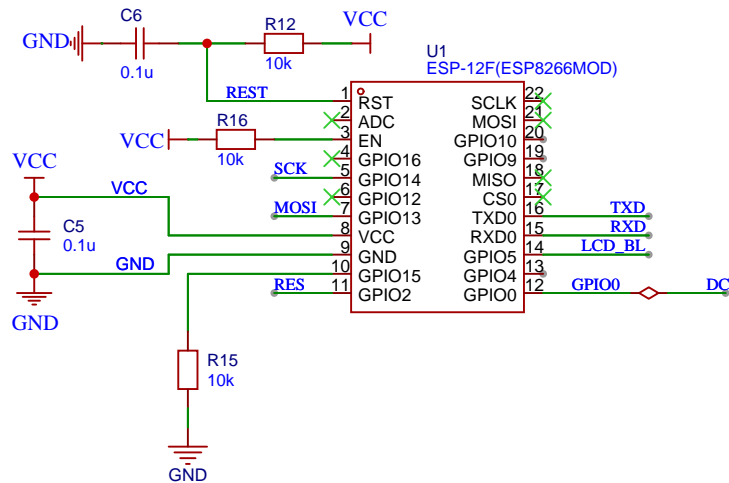 C6
GND
0.1u
R12
10k
VCC
REST
U1
ESP-12F(ESP8266MOD)
VCC
R16
10k
1 RST
2 ADC
3 EN
4 GPIO16
5 GPIO14
6 GPIO12
7 GPIO13
8 VCC
9 GND
10 GPIO15
11 GPIO2
SCLK 22
MOSI 21
GPIO10 20
GPIO9 19
MISO 18
CS0 17
TXD0 16
RXD0 15
GPIO5 14
GPIO4 13
GPIO0 12
SCK
MOSI
RES
TXD
RXD
LCD_BL
GPIO0
DC
VCC
VCC
C5
0.1u
GND
GND
R15
10k
GND